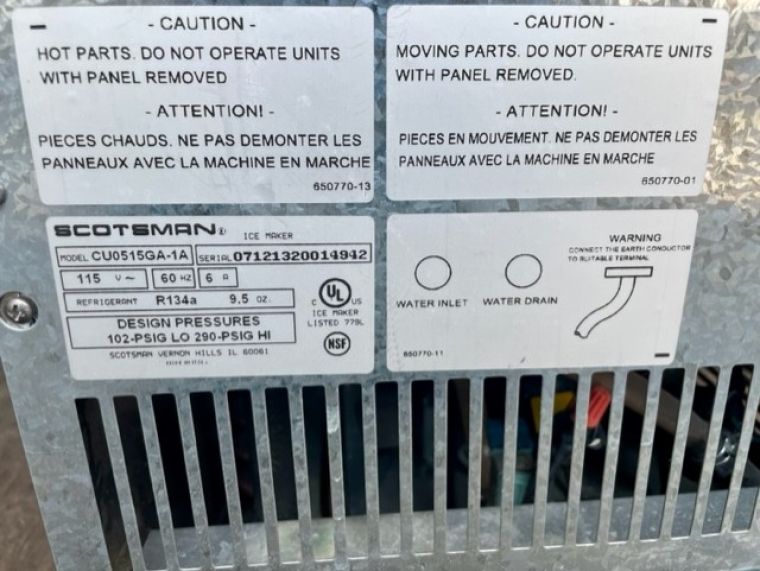 - CAUTION -
HOT PARTS. DO NOT OPERATE UNITS
WITH PANEL REMOVED
- ATTENTION! -
PIECES CHAUDS. NE PAS DEMONTER LES
PANNEAUX AVEC LA MACHINE EN MARCHE
650770-13
- CAUTION -
MOVING PARTS. DO NOT OPERATE UNITS
WITH PANEL REMOVED.
- ATTENTION! -
PIECES EN MOUVEMENT. NE PAS DEMONTER LES
PANNEAUX AVEC LA MACHINE EN MARCHE
650770-01
SCOTSMAN® ICE MAKER
MODEL CU0515GA-1A SERIAL 07121320014942
115 V~ 60 HZ 6 A
REFRIGERANT R134a 9.5 OZ.
DESIGN PRESSURES
102-PSIG LO 290-PSIG HI
SCOTSMAN VERNON HILLS IL 60061
C UL US
ICE MAKER
LISTED 778L
NSF
WARNING
CONNECT THE EARTH CONDUCTOR
TO SUITABLE TERMINAL
WATER INLET WATER DRAIN
650770-11